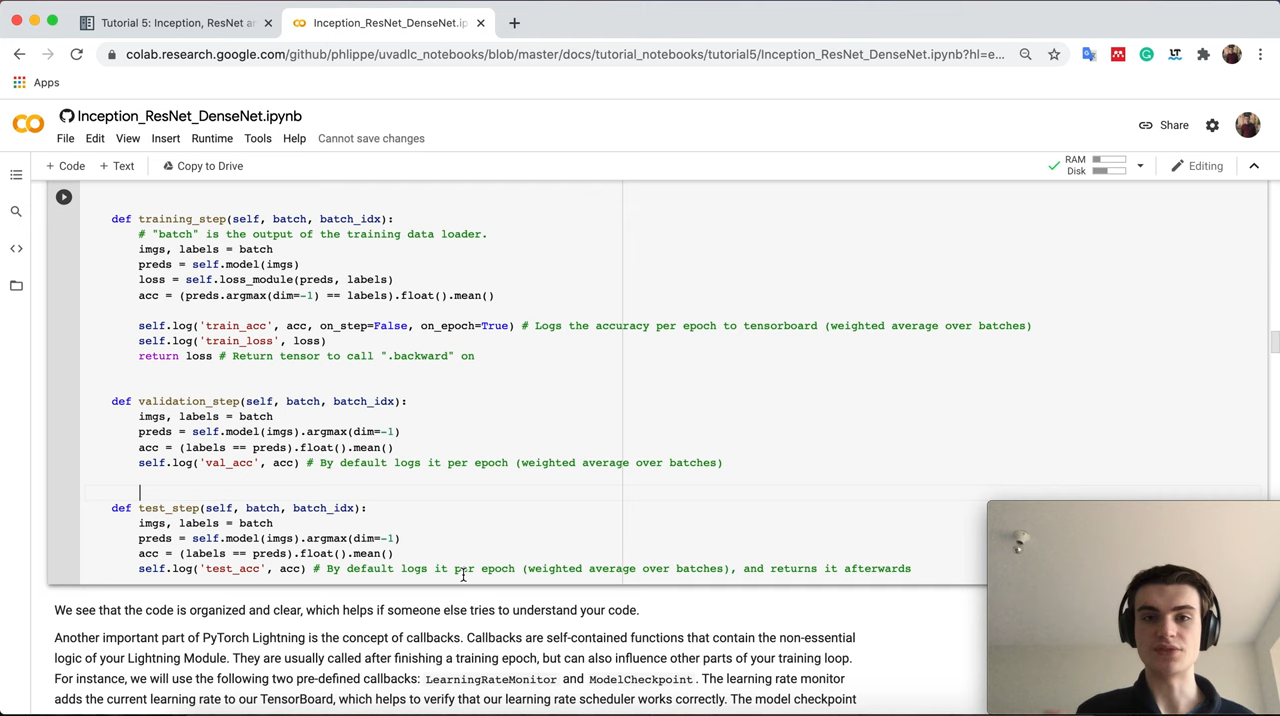 Tutorial 5: Inception, ResNet ar
Inception_ResNet_DenseNet.ip
colab.research.google.com/github/phlippe/uvadlc_notebooks/blob/master/docs/tutorial_notebooks/tutorial5/Inception_ResNet_DenseNet.ipynb?hl=e...
Apps
Inception_ResNet_DenseNet.ipynb
File Edit View Insert Runtime Tools Help Cannot save changes
Share
+ Code + Text Copy to Drive
RAM
Disk
Editing
def training_step(self, batch, batch_idx):
# "batch" is the output of the training data loader.
imgs, labels = batch
preds = self.model(imgs)
loss = self.loss_module(preds, labels)
acc = (preds.argmax(dim=-1) == labels).float().mean()
self.log('train_acc', acc, on_step=False, on_epoch=True) # Logs the accuracy per epoch to tensorboard (weighted average over batches)
self.log('train_loss', loss)
return loss # Return tensor to call ".backward" on
def validation_step(self, batch, batch_idx):
imgs, labels = batch
preds = self.model(imgs).argmax(dim=-1)
acc = (labels == preds).float().mean()
self.log('val_acc', acc) # By default logs it per epoch (weighted average over batches)
def test_step(self, batch, batch_idx):
imgs, labels = batch
preds = self.model(imgs).argmax(dim=-1)
acc = (labels == preds).float().mean()
self.log('test_acc', acc) # By default logs it per epoch (weighted average over batches), and returns it afterwards
We see that the code is organized and clear, which helps if someone else tries to understand your code.
Another important part of PyTorch Lightning is the concept of callbacks. Callbacks are self-contained functions that contain the non-essential
logic of your Lightning Module. They are usually called after finishing a training epoch, but can also influence other parts of your training loop.
For instance, we will use the following two pre-defined callbacks: LearningRateMonitor and ModelCheckpoint. The learning rate monitor
adds the current learning rate to our TensorBoard, which helps to verify that our learning rate scheduler works correctly. The model checkpoint